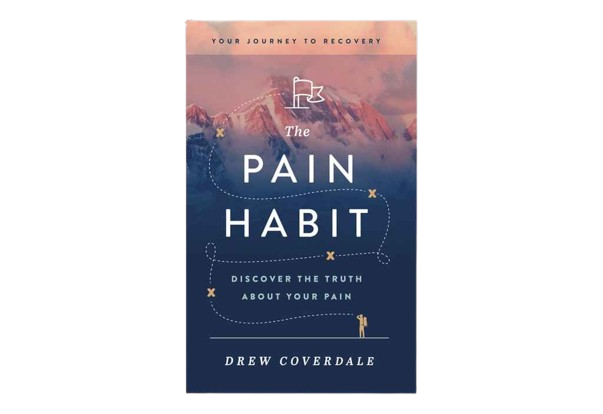 YOUR JOURNEY TO RECOVERY
The
PAIN
HABIT
DISCOVER THE TRUTH
ABOUT YOUR PAIN
DREW COVERDALE